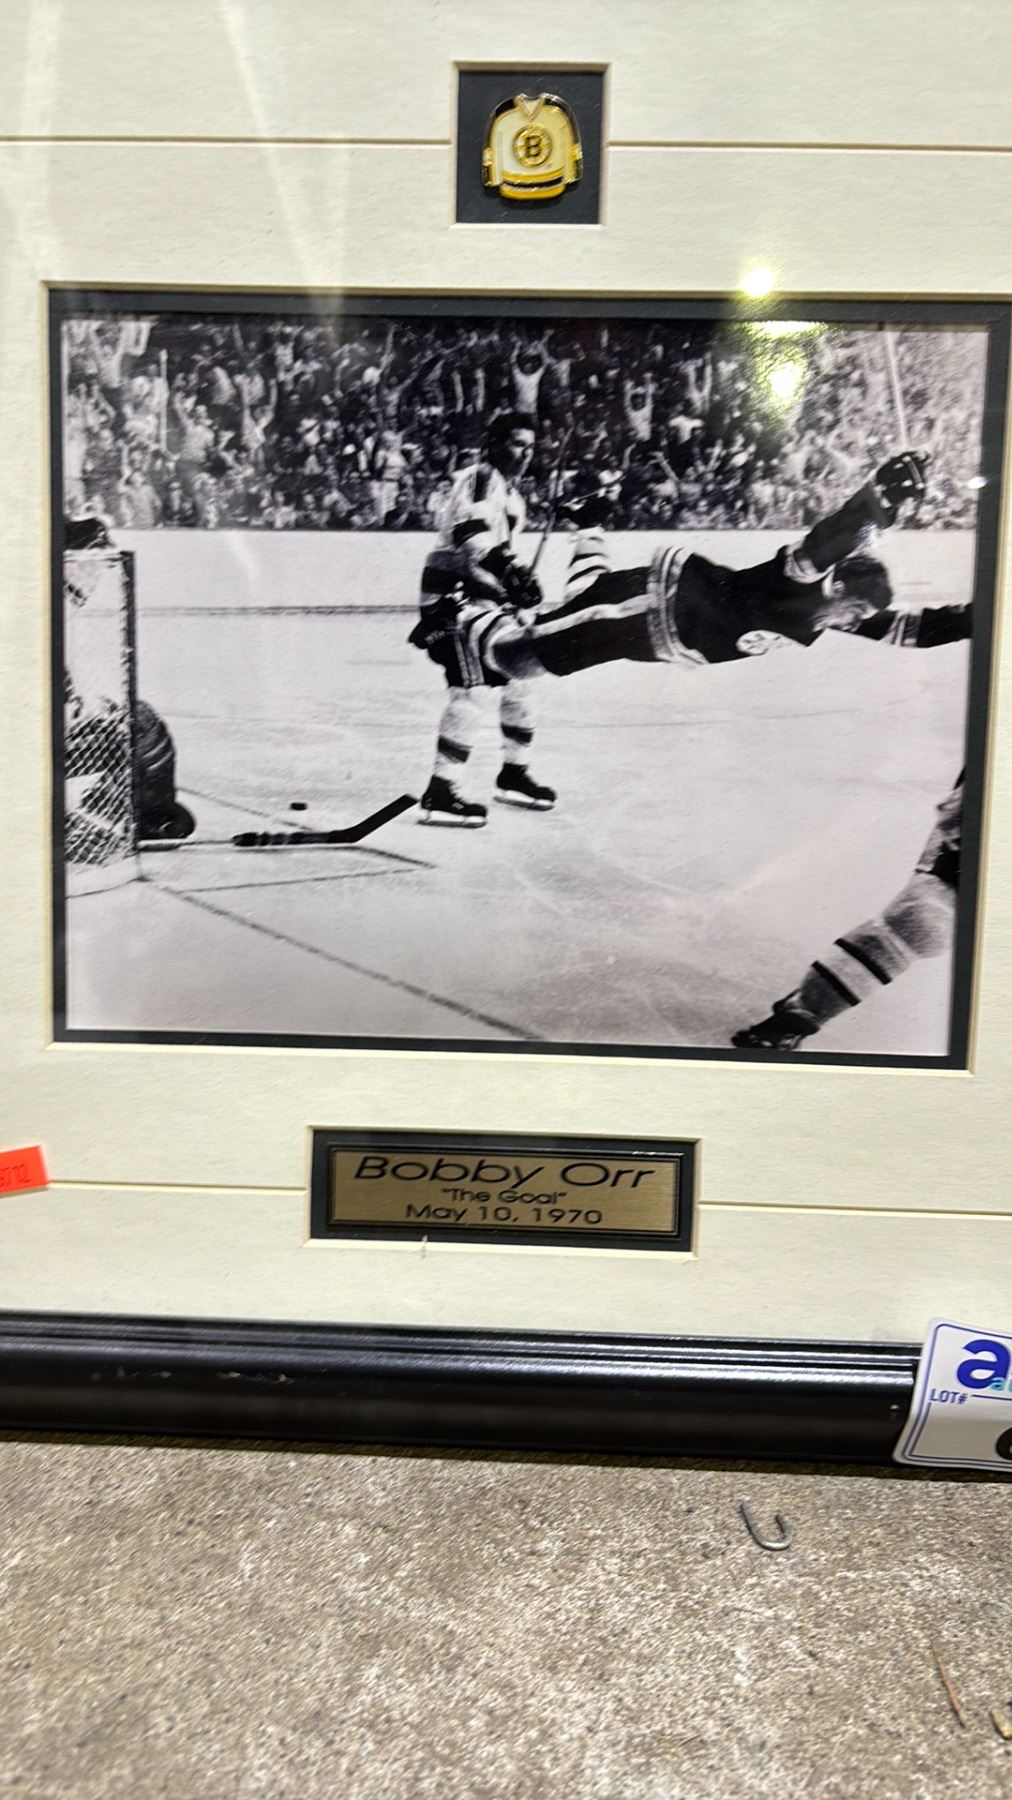 B
Bobby Orr
"The Goal"
May 10, 1970
LOT#